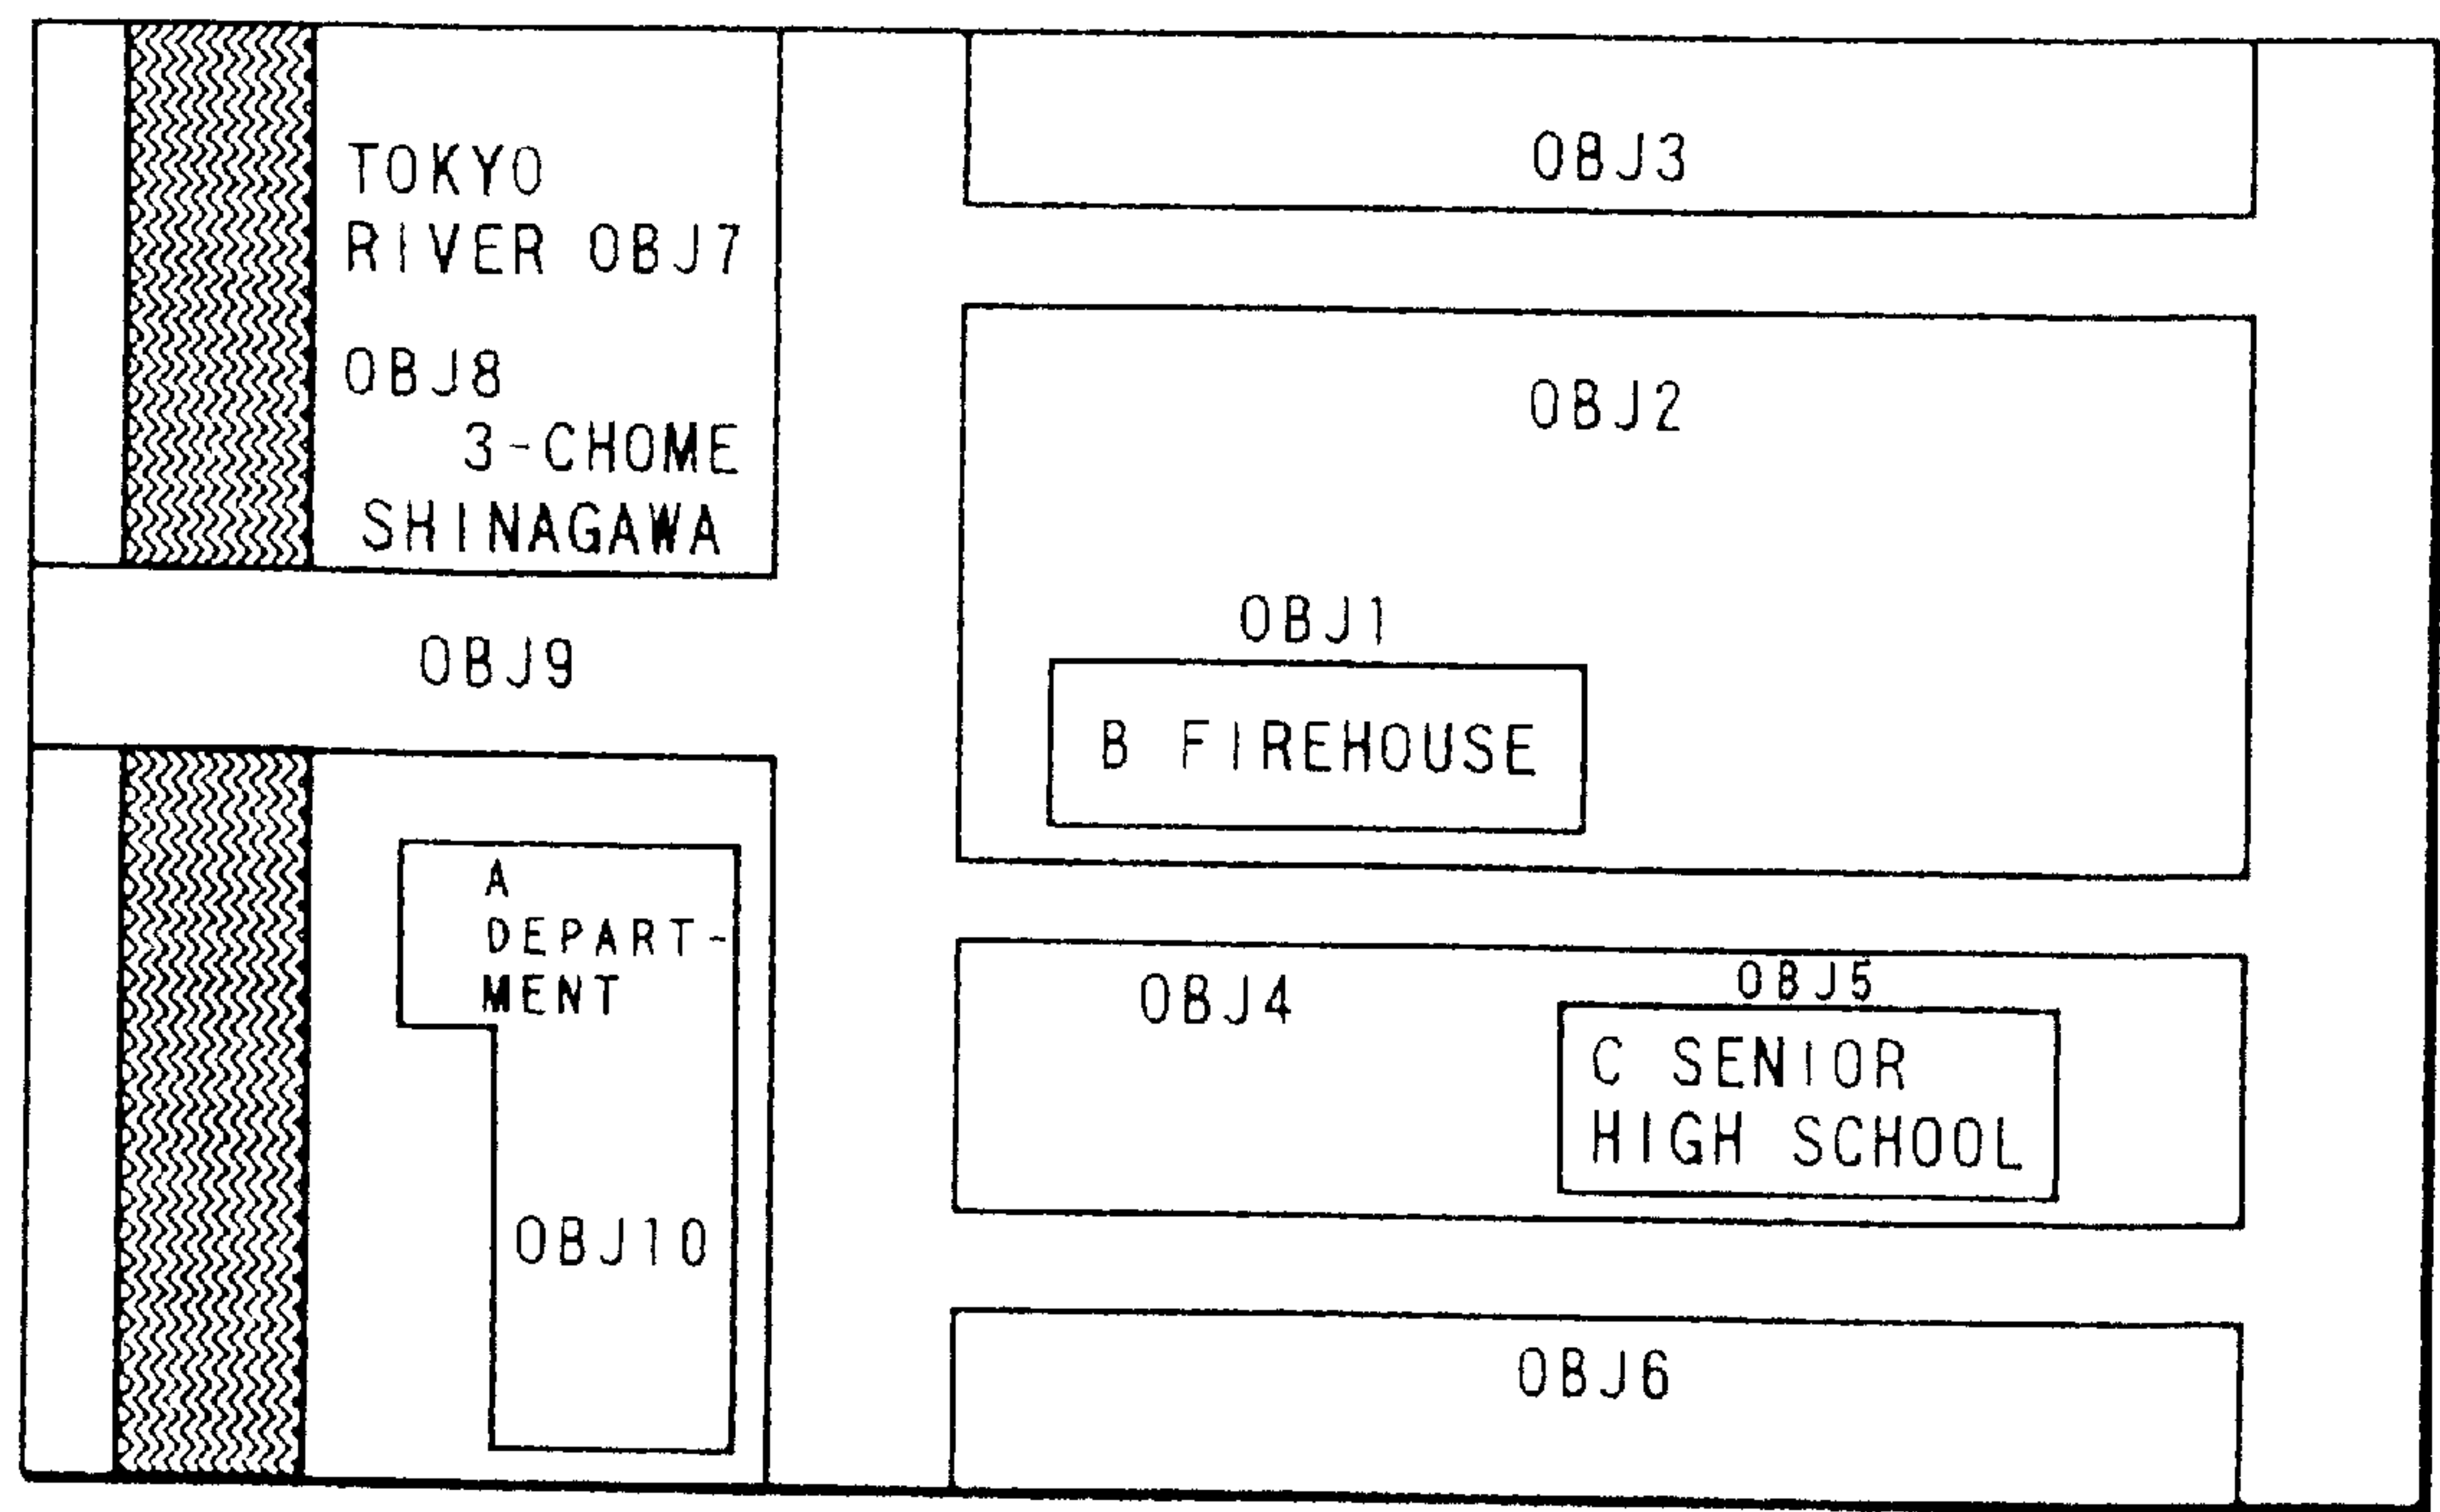 TOKYO
RIVER OBJ7
OBJ8
3-CHOME
SHINAGAWA
OBJ9
A
DEPART-
MENT
OBJ10
OBJ3
OBJ2
OBJ1
B FIREHOUSE
OBJ4
OBJ5
C SENIOR
HIGH SCHOOL
OBJ6